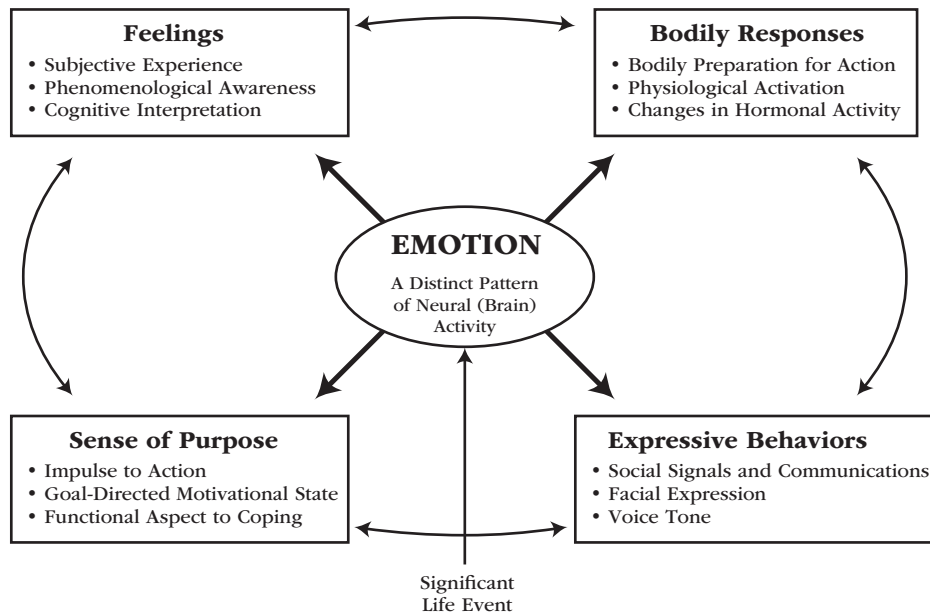 Feelings
• Subjective Experience
• Phenomenological Awareness
• Cognitive Interpretation
Bodily Responses
• Bodily Preparation for Action
• Physiological Activation
• Changes in Hormonal Activity
EMOTION
A Distinct Pattern
of Neural (Brain)
Activity
Sense of Purpose
• Impulse to Action
• Goal-Directed Motivational State
• Functional Aspect to Coping
Expressive Behaviors
• Social Signals and Communications
• Facial Expression
• Voice Tone
Significant
Life Event